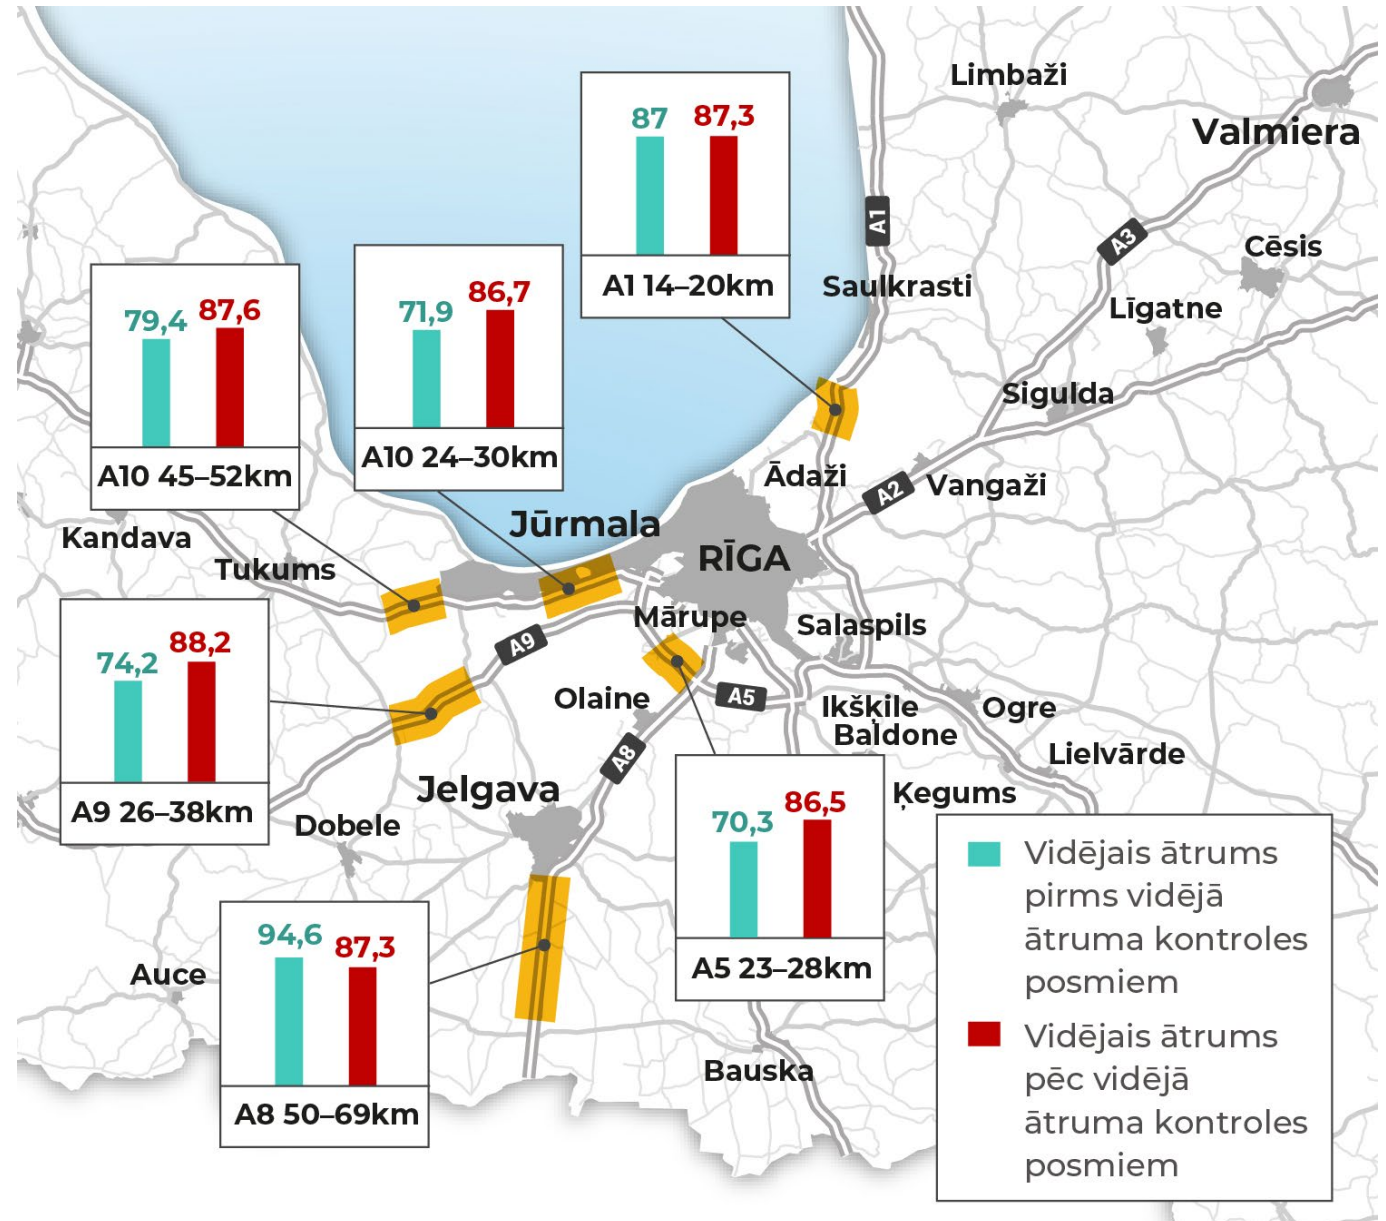 Limbaži
Valmiera
87
87,3
A1 14–20km
A1
A3
Cēsis
Saulkrasti
Līgatne
79,4
87,6
A10 45–52km
71,9
86,7
A10 24–30km
Sigulda
Ādaži
A2
Vangaži
Kandava
Jūrmala
RĪGA
Tukums
Mārupe
Salaspils
A9
74,2
88,2
A9 26–38km
Olaine
A5
Ikšķile
Ogre
Baldone
Lielvārde
A8
Jelgava
Ķegums
Dobele
70,3
86,5
A5 23–28km
94,6
87,3
A8 50–69km
Auce
Bauska
Vidējais ātrums
pirms vidējā
ātruma kontroles
posmiem
Vidējais ātrums
pēc vidējā
ātruma kontroles
posmiem